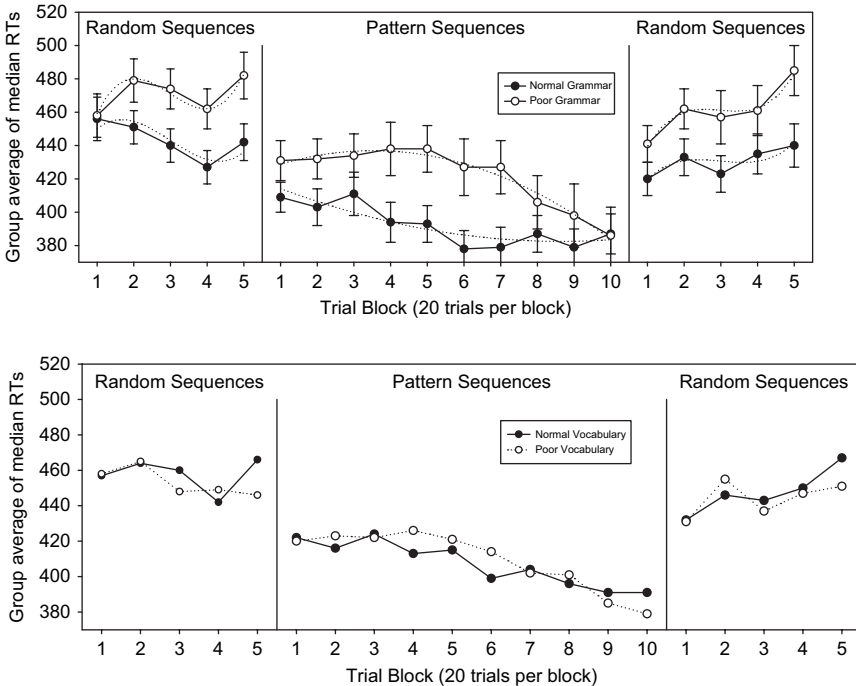 Group average of median RTs
520
500
480
460
440
420
400
380
Random Sequences
Pattern Sequences
Random Sequences
Normal Grammar
Poor Grammar
1 2 3 4 5 1 2 3 4 5 6 7 8 9 10 1 2 3 4 5
Trial Block (20 trials per block)
Group average of median RTs
520
500
480
460
440
420
400
380
Random Sequences
Pattern Sequences
Random Sequences
Normal Vocabulary
Poor Vocabulary
1 2 3 4 5 1 2 3 4 5 6 7 8 9 10 1 2 3 4 5
Trial Block (20 trials per block)